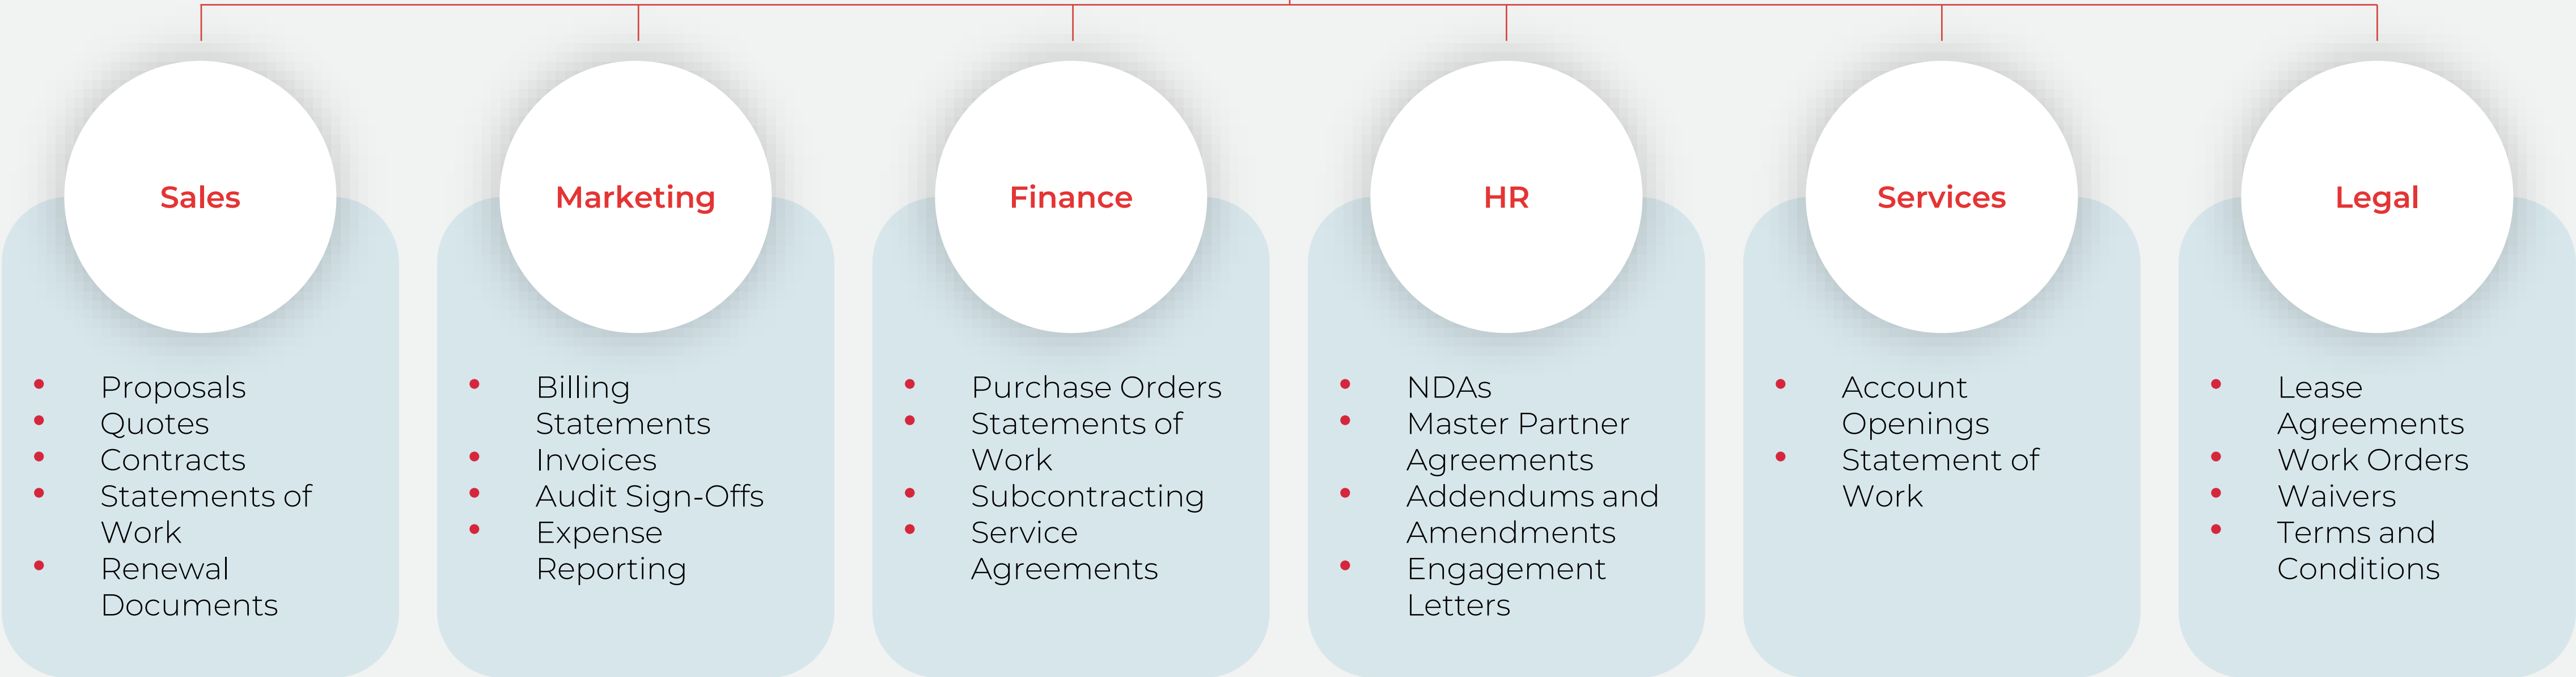 Sales
• Proposals
• Quotes
• Contracts
• Statements of
Work
• Renewal
Documents
Marketing
• Billing
Statements
• Invoices
• Audit Sign-Offs
• Expense
Reporting
Finance
• Purchase Orders
• Statements of
Work
• Subcontracting
• Service
Agreements
HR
• NDAs
• Master Partner
Agreements
• Addendums and
Amendments
• Engagement
Letters
Services
• Account
Openings
• Statement of
Work
Legal
• Lease
Agreements
• Work Orders
• Waivers
• Terms and
Conditions